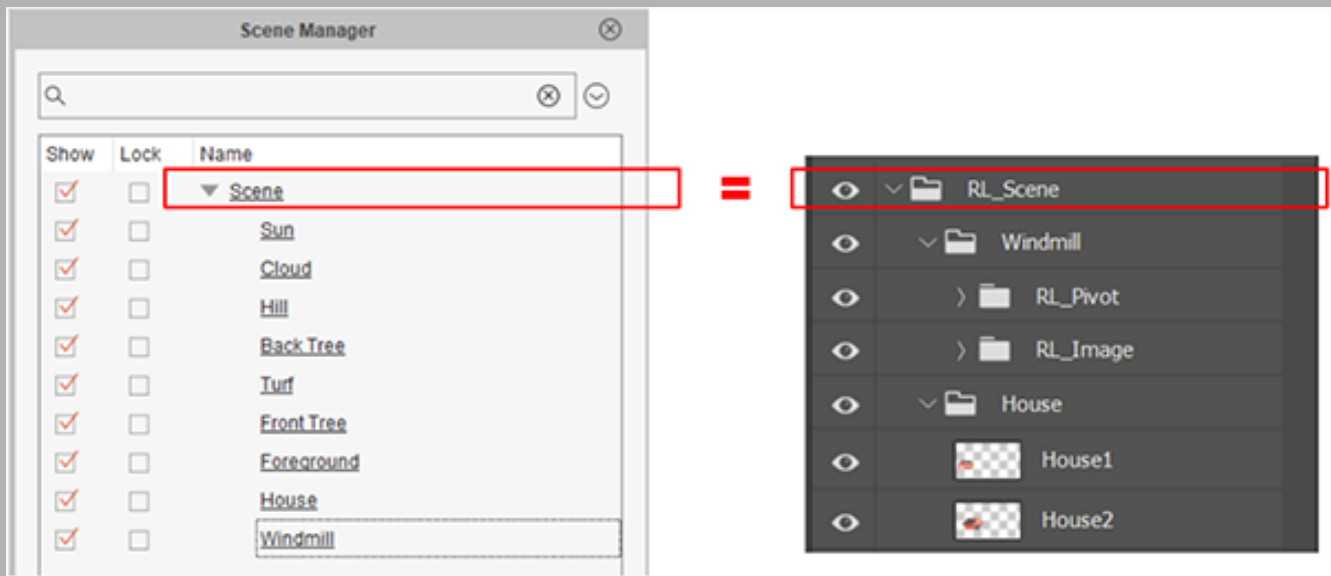 Scene Manager
Show Lock Name
Scene
Sun
Cloud
Hill
Back Tree
Turf
Front Tree
Foreground
House
Windmill
=
RL_Scene
Windmill
RL_Pivot
RL_Image
House
House1
House2